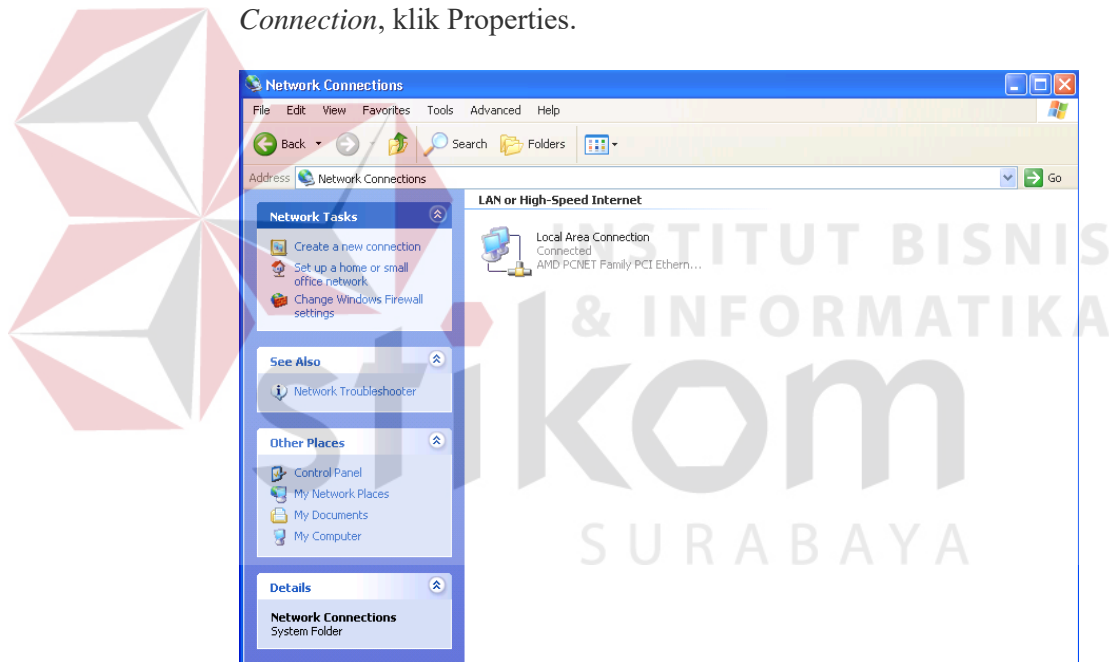 Connection, klik Properties.
Network Connections
File Edit View Favorites Tools Advanced Help
Back Search Folders
Address Network Connections Go
Network Tasks
Create a new connection
Set up a home or small
office network
Change Windows Firewall
settings
See Also
Network Troubleshooter
Other Places
Control Panel
My Network Places
My Documents
My Computer
Details
Network Connections
System Folder
LAN or High-Speed Internet
Local Area Connection
Connected
AMD PCNET Family PCI Ethern...
INSTITUT BISNIS
& INFORMATIKA
stikom
SURABAYA